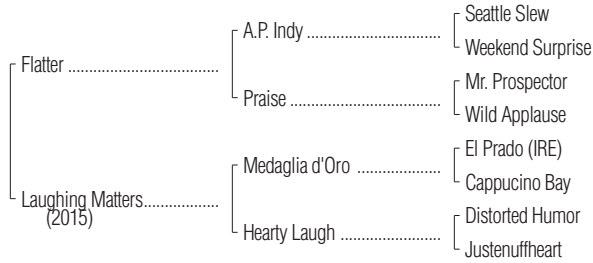 Seattle Slew
A.P. Indy ..............................
Weekend Surprise
Flatter ..................................
Mr. Prospector
Praise ..................................
Wild Applause
El Prado (IRE)
Medaglia d'Oro ..................
Cappucino Bay
Laughing Matters.................
(2015)
Distorted Humor
Hearty Laugh ......................
Justenuffheart